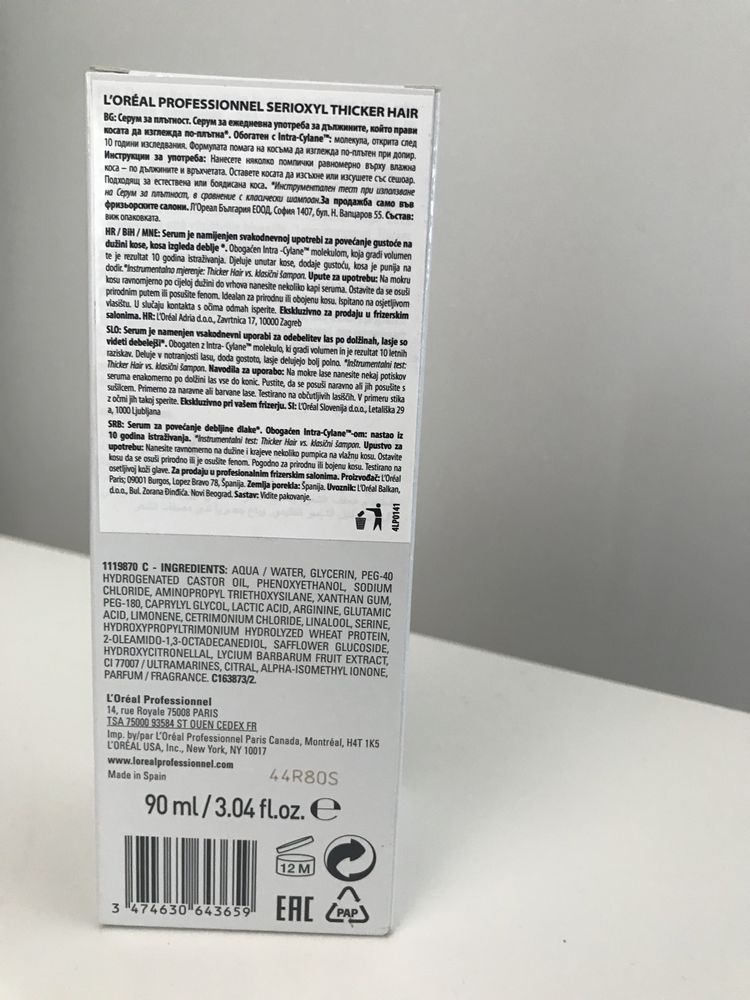 L'ORÉAL PROFESSIONNEL SERIOXYL THICKER HAIR
BG: Серум за плътност. Серум за ежедневна употреба за дължините, който прави
косата да изглежда по-плътна*. Обогатен с Intra-Cylane™: молекула, открита след
10 години изследвания. Формулата помага на косъма да изглежда по-плътен при допир.
Инструкции за употреба: Нанесете няколко помпички равномерно върху влажна
коса – по дължините и връхчетата. Оставете косата да изсъхне или изсушете със сешоар.
Подходящ за естествена или боядисана коса. *Инструментален тест при използване
на Серум за плътност, в сравнение с класически шампоан.За продажба само във
фризьорските салони. Л'Ореал България ЕООД, София 1407, бул. Н. Вапцаров 55. Състав:
виж опаковката.
HR / BiH / MNE: Serum je namijenjen svakodnevnoj upotrebi za povećanje gustoće na
dužini kose, kosa izgleda deblje *. Obogaćen Intra -Cylane™ molekulom, koja gradi volumen
te je rezultat 10 godina istraživanja. Djeluje unutar kose, dodaje gustoću, kosa je punija na
dodir.*Instrumentalno mjerenje: Thicker Hair vs. klasični šampon. Upute za uporabu: Na mokru
kosu ravnomjerno po cijeloj dužini do vrhova nanesite nekoliko kapi seruma. Ostavite da se osuši
prirodnim putem ili posušite fenom. Idealan za prirodnu ili obojenu kosu. Ispitano na osjetljivom
vlasištu. U slučaju kontakta s očima odmah isperite. Ekskluzivno za prodaju u frizerskim
salonima. HR: L'Oréal Adria d.o.o., Zavrtnica 17, 10000 Zagreb
SLO: Serum je namenjen vsakodnevni uporabi za odebelitev las po dolžinah, lasje so
videti debelejši*. Obogaten z Intra- Cylane™ molekulo, ki gradi volumen in je rezultat 10 letnih
raziskav. Deluje v notranjosti lasu, doda gostoto, lasje delujejo bolj polno. *Inštrumentalni test:
Thicker Hair vs. klasični šampon. Navodila za uporabo: Na mokre lase nanesite nekaj potiskov
seruma enakomerno po dolžini las vse do konic. Pustite, da se posuši naravno ali jih posušite s
sušilcem. Primerno za naravne ali barvane lase. Testirano na občutljivih lasiščih. V primeru stika
z očmi jih takoj sperite. Ekskluzivno pri vašem frizerju. SI: L'Oréal Slovenija d.o.o., Letališka 29
a, 1000 Ljubljana
SRB: Serum za povećanje debljine dlake*. Obogaćen Intra-Cylane™-om: nastao iz
10 godina istraživanja. *Instrumentalni test: Thicker Hair vs. klasični šampon. Upustvo za
upotrebu: Nanesite ravnomerno na dužine i krajeve nekoliko pumpica na vlažnu kosu. Ostavite
kosu da se osuši prirodno ili je osušite fenom. Pogodno za prirodnu ili bojenu kosu. Testirano na
osetljivoj koži glave. Za prodaju u profesionalnim frizerskim salonima. Proizvođač: L'Oréal
Paris; 09001 Burgos, Lopez Bravo 78, Španija. Zemlja porekla: Španija. Uvoznik: L'Oréal Balkan,
d.o.o., Bul. Zorana Đinđića. Novi Beograd. Sastav: Vidite pakovanje.
4LP0141
1119870 C - INGREDIENTS: AQUA / WATER, GLYCERIN, PEG-40
HYDROGENATED CASTOR OIL, PHENOXYETHANOL, SODIUM
CHLORIDE, AMINOPROPYL TRIETHOXYSILANE, XANTHAN GUM,
PEG-180, CAPRYLYL GLYCOL, LACTIC ACID, ARGININE, GLUTAMIC
ACID, LIMONENE, CETRIMONIUM CHLORIDE, LINALOOL, SERINE,
HYDROXYPROPYLTRIMONIUM HYDROLYZED WHEAT PROTEIN,
2-OLEAMIDO-1,3-OCTADECANEDIOL, SAFFLOWER GLUCOSIDE,
HYDROXYCITRONELLAL, LYCIUM BARBARUM FRUIT EXTRACT,
CI 77007 / ULTRAMARINES, CITRAL, ALPHA-ISOMETHYL IONONE,
PARFUM / FRAGRANCE. C163873/2.
L'Oréal Professionnel
14, rue Royale 75008 PARIS
TSA 75000 93584 ST OUEN CEDEX FR
Imp. by/par L'Oréal Professionnel Paris Canada, Montréal, H4T 1K5
L'ORÉAL USA, Inc., New York, NY 10017
www.lorealprofessionnel.com
Made in Spain
44R80S
90 ml / 3.04 fl.oz. ℮
12 M
3 474630 643659
EAC
PAP